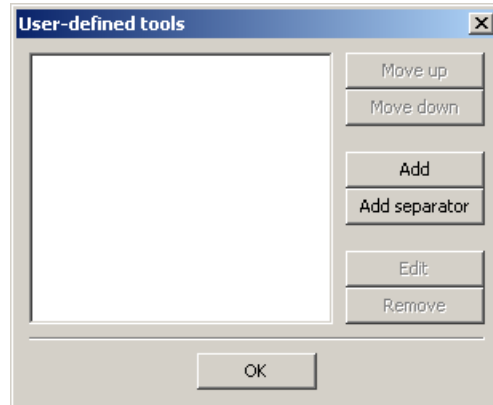 User-defined tools
Move up
Move down
Add
Add separator
Edit
Remove
OK